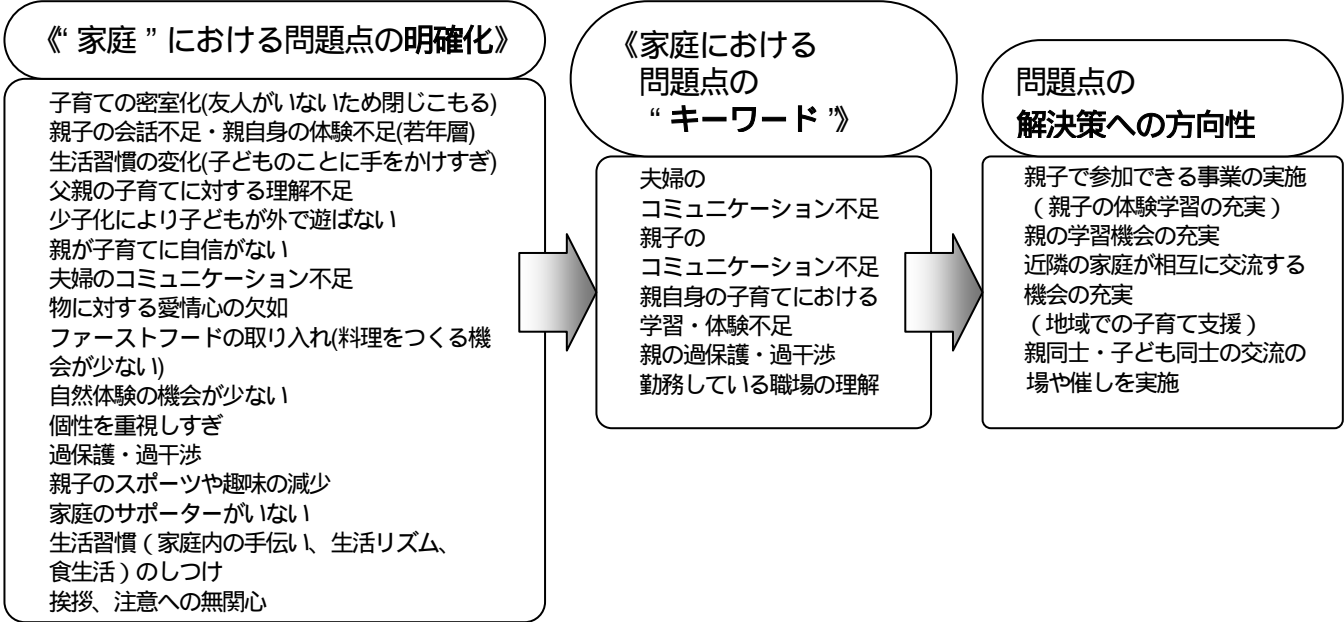 《“家庭”における問題点の明確化》
子育ての密室化(友人がいないため閉じこもる)
親子の会話不足・親自身の体験不足(若年層)
生活習慣の変化(子どものことに手をかけすぎ)
父親の子育てに対する理解不足
少子化により子どもが外で遊ばない
親が子育てに自信がない
夫婦のコミュニケーション不足
物に対する愛情心の欠如
ファーストフードの取り入れ(料理をつくる機
会が少ない)
自然体験の機会が少ない
個性を重視しすぎ
過保護・過干渉
親子のスポーツや趣味の減少
家庭のサポーターがいない
生活習慣(家庭内の手伝い、生活リズム、
食生活)のしつけ
挨拶、注意への無関心
《家庭における
問題点の
“キーワード”》
夫婦の
コミュニケーション不足
親子の
コミュニケーション不足
親自身の子育てにおける
学習・体験不足
親の過保護・過干渉
勤務している職場の理解
問題点の
解決策への方向性
親子で参加できる事業の実施
(親子の体験学習の充実)
親の学習機会の充実
近隣の家庭が相互に交流する
機会の充実
(地域での子育て支援)
親同士・子ども同士の交流の
場や催しを実施